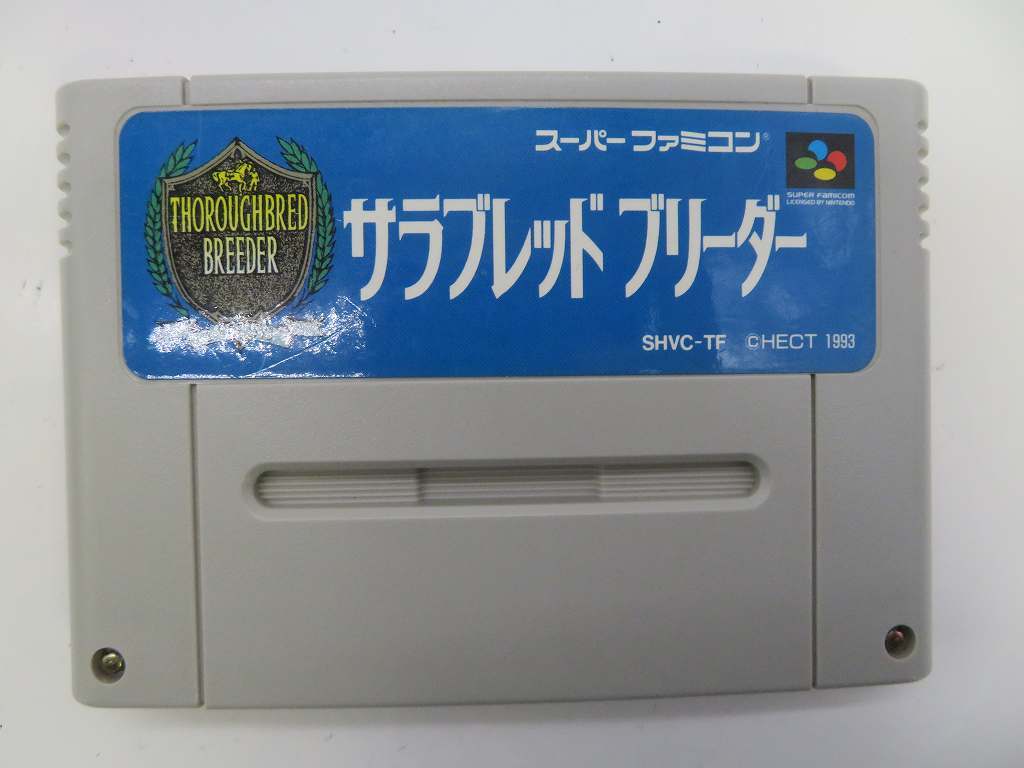 スーパーファミコン®
SUPER FAMICOM
LICENSED BY NINTENDO
THOROUGHBRED
BREEDER
サラブレッド ブリーダー
SHVC-TF ©HECT 1993